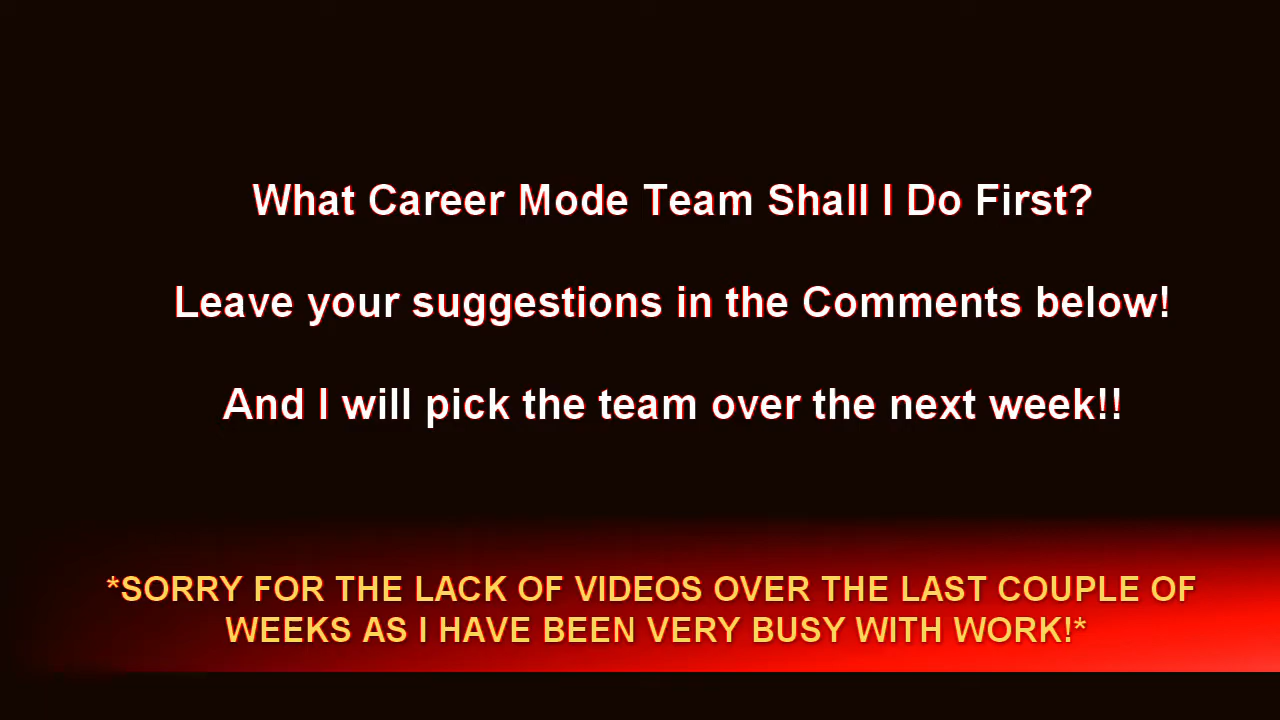 What Career Mode Team Shall I Do First?
Leave your suggestions in the Comments below!
And I will pick the team over the next week!!
*SORRY FOR THE LACK OF VIDEOS OVER THE LAST COUPLE OF
WEEKS AS I HAVE BEEN VERY BUSY WITH WORK!*